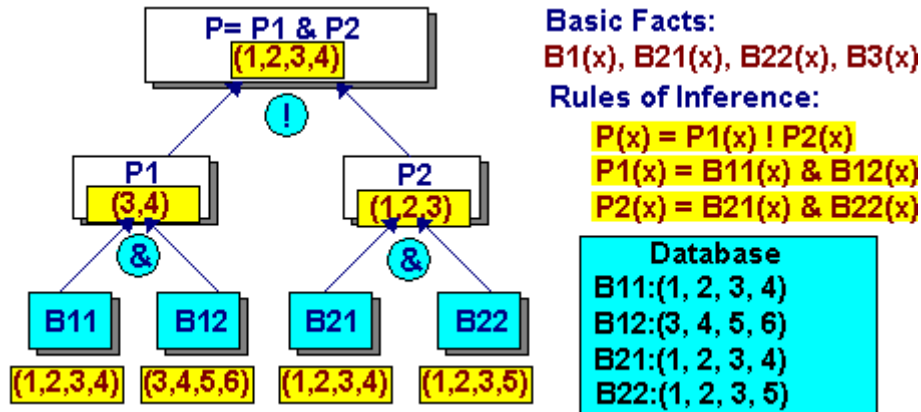 P= P1 & P2
(1,2,3,4)
!
P1
(3,4)
P2
(1,2,3)
&
&
B11
B12
B21
B22
(1,2,3,4)
(3,4,5,6)
(1,2,3,4)
(1,2,3,5)
Basic Facts:
B1(x), B21(x), B22(x), B3(x)
Rules of Inference:
P(x) = P1(x) ! P2(x)
P1(x) = B11(x) & B12(x)
P2(x) = B21(x) & B22(x)
Database
B11:(1, 2, 3, 4)
B12:(3, 4, 5, 6)
B21:(1, 2, 3, 4)
B22:(1, 2, 3, 5)